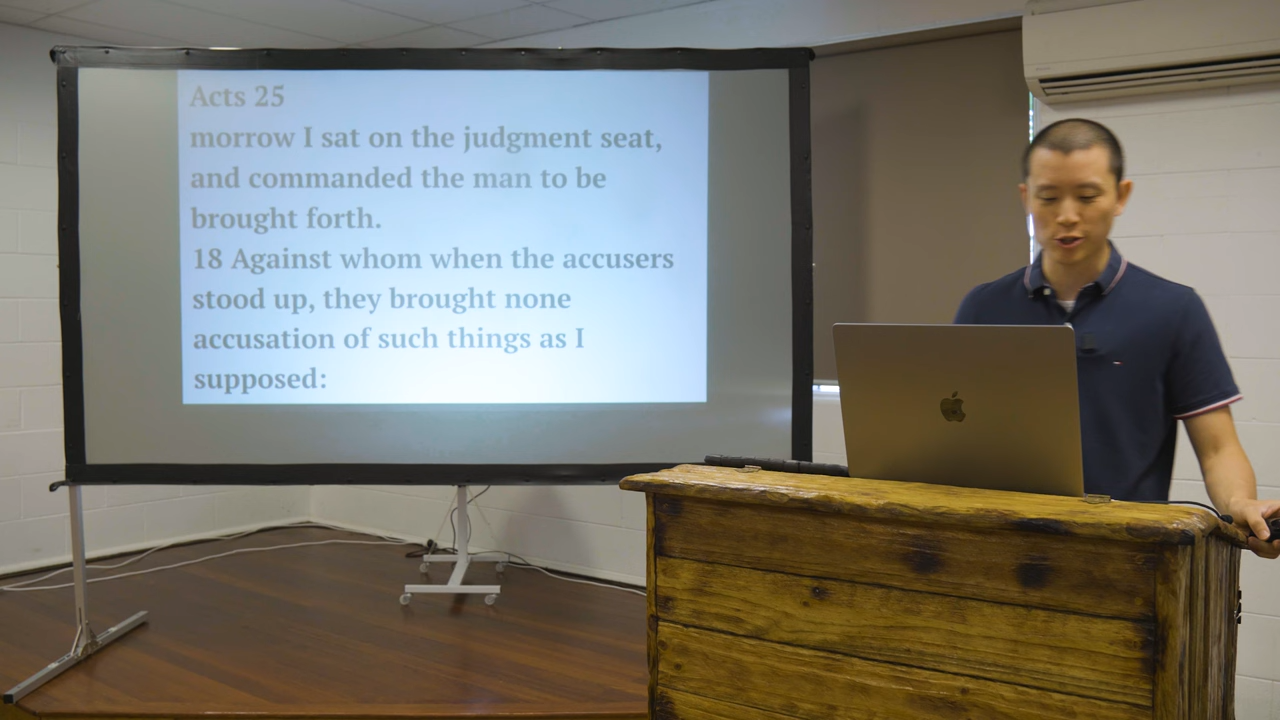 Acts 25
morrow I sat on the judgment seat,
and commanded the man to be
brought forth.
18 Against whom when the accusers
stood up, they brought none
accusation of such things as I
supposed: